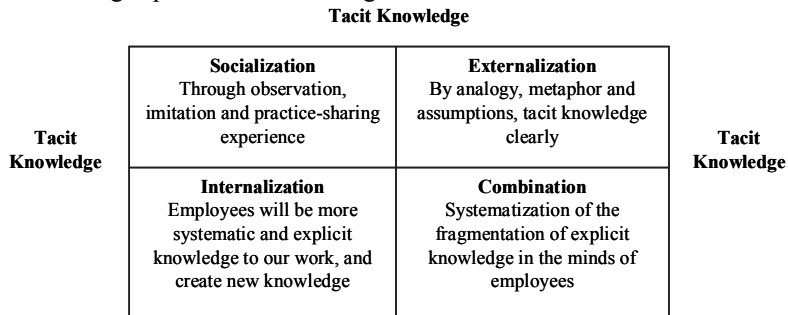 Tacit Knowledge
Socialization
Through observation,
imitation and practice-sharing
experience
Externalization
By analogy, metaphor and
assumptions, tacit knowledge
clearly
Tacit
Knowledge
Tacit
Knowledge
Internalization
Employees will be more
systematic and explicit
knowledge to our work, and
create new knowledge
Combination
Systematization of the
fragmentation of explicit
knowledge in the minds of
employees